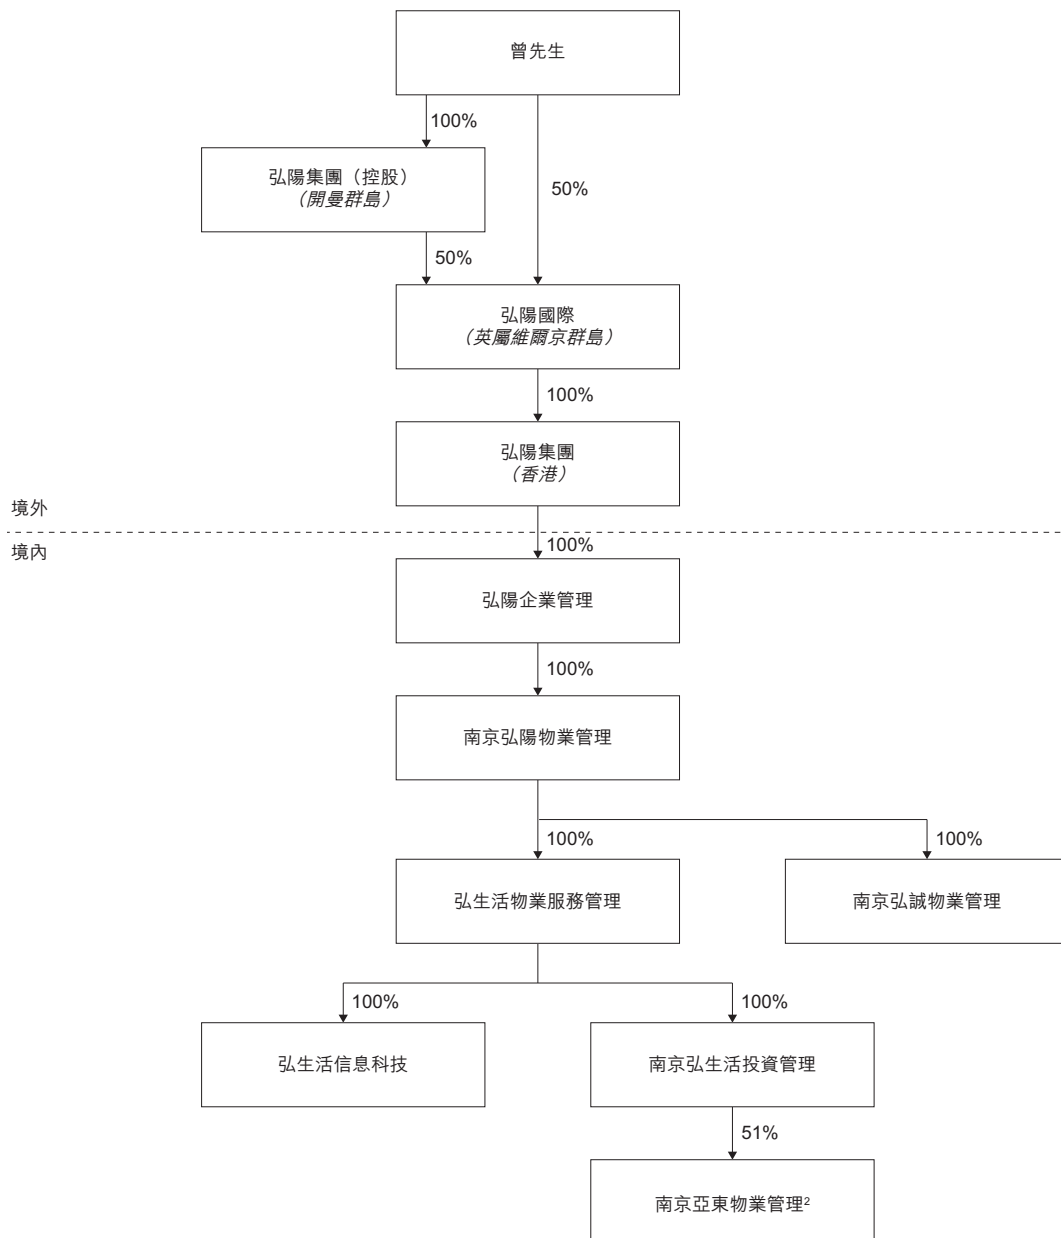 曾先生
100%
弘陽集團（控股）
（開曼群島）
50%
50%
弘陽國際
（英屬維爾京群島）
100%
弘陽集團
（香港）
境外
境內
100%
弘陽企業管理
100%
南京弘陽物業管理
100%
100%
弘生活物業服務管理
南京弘誠物業管理
100%
100%
弘生活信息科技
南京弘生活投資管理
51%
南京亞東物業管理²